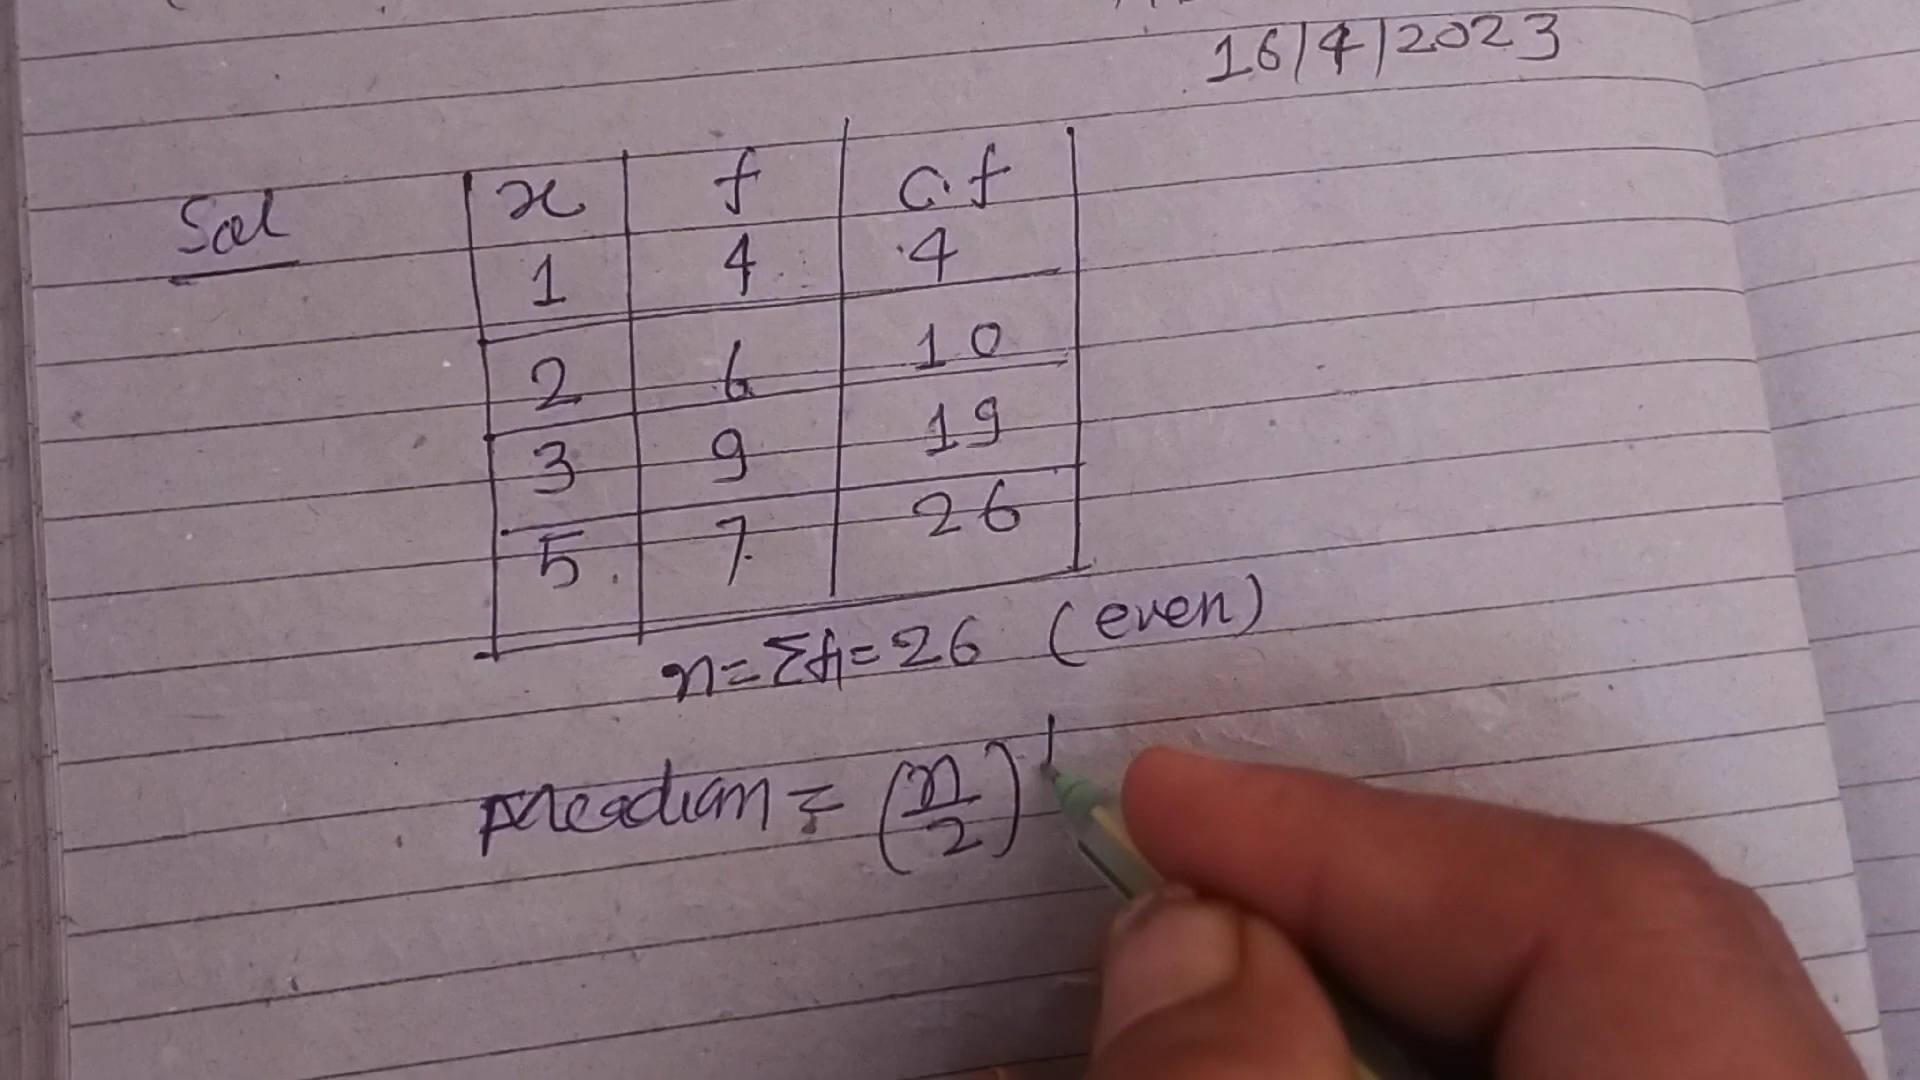 16/4/2023
Sol x f c.f
1 4 4
2 6 10
3 9 19
5 7 26
n=Σfi=26 (even)
Median = (n/2)